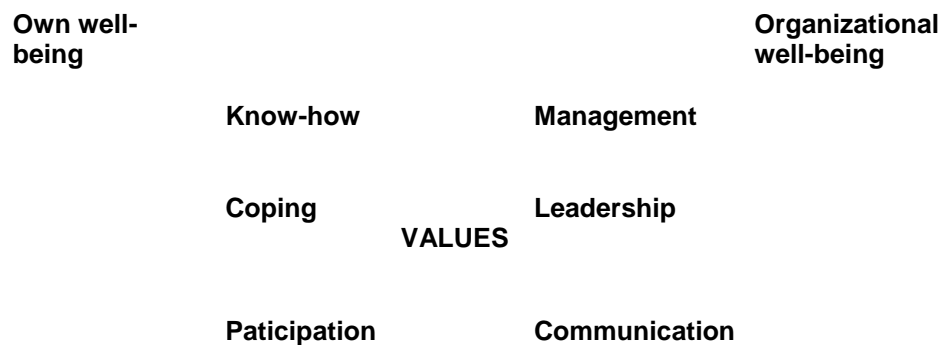 Own well-
being
Organizational
well-being
Know-how
Management
Coping
Leadership
VALUES
Paticipation
Communication